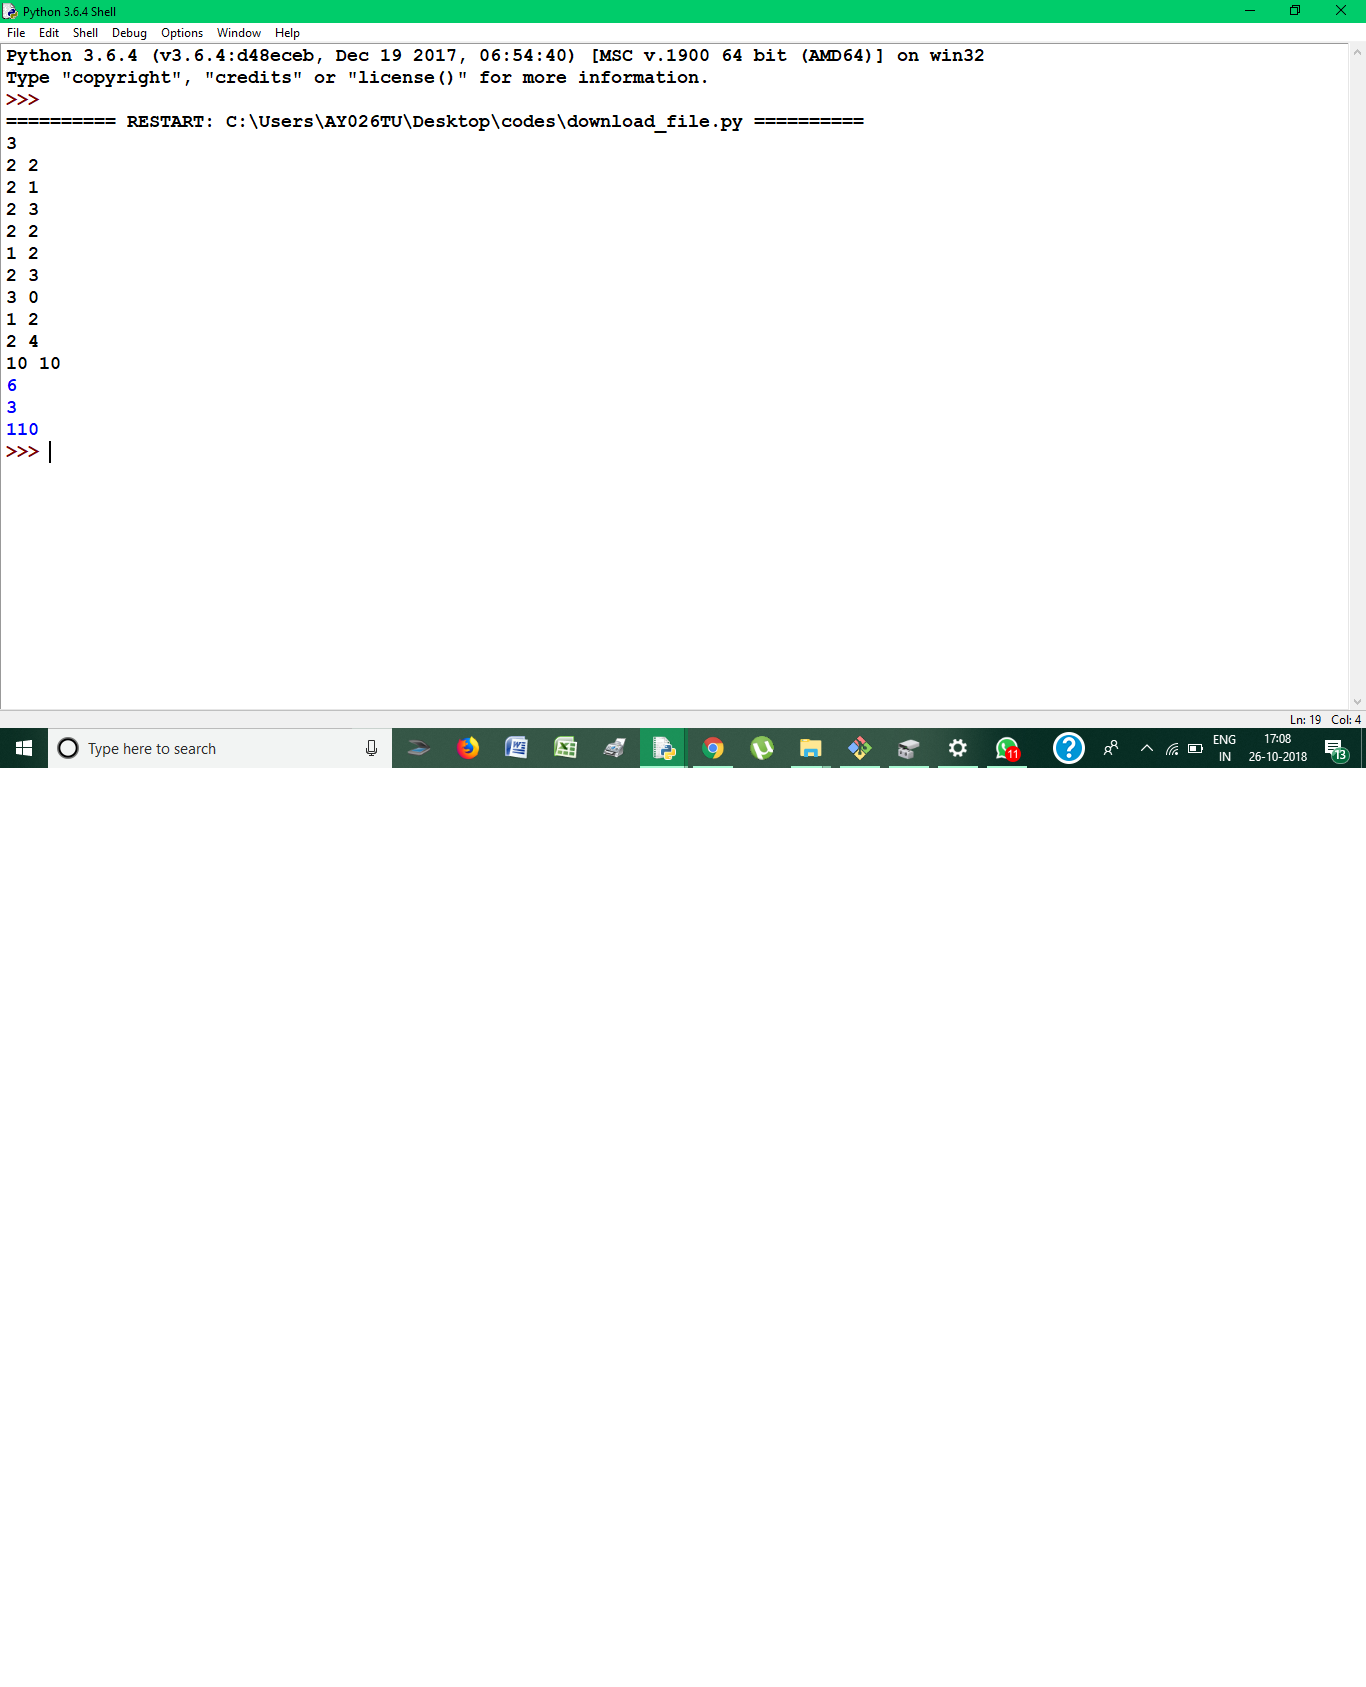 Python 3.6.4 Shell
File Edit Shell Debug Options Window Help
Python 3.6.4 (v3.6.4:d48eceb, Dec 19 2017, 06:54:40) [MSC v.1900 64 bit (AMD64)] on win32
Type "copyright", "credits" or "license()" for more information.
>>>
========== RESTART: C:\Users\AY026TU\Desktop\codes\download_file.py ==========
3
2 2
2 1
2 3
2 2
1 2
2 3
3 0
1 2
2 4
10 10
6
3
110
>>>
Ln: 19 Col: 4
Type here to search
11
ENG
IN
17:08
26-10-2018
13